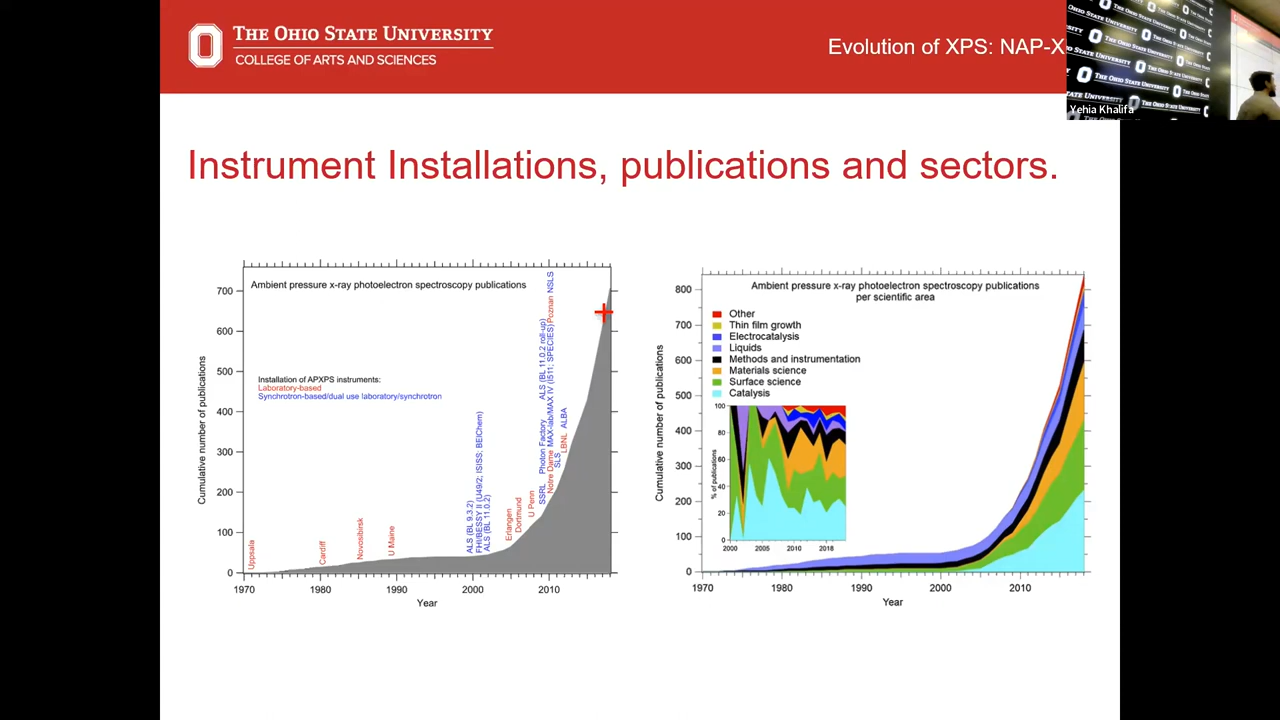 THE OHIO STATE UNIVERSITY
COLLEGE OF ARTS AND SCIENCES
Evolution of XPS: NAP-X
THE OHIO STATE UNIVERSITY
Yehia Khalifa
Instrument Installations, publications and sectors.
Ambient pressure x-ray photoelectron spectroscopy publications
Installation of APXPS instruments:
Laboratory-based
Synchrotron-based/dual use laboratory/synchrotron
Cumulative number of publications
700
600
500
400
300
200
100
0
Uppsala
Cardiff
Novosibirsk
U Maine
ALS (BL 9.3.2)
FHI/BESSY II (U49/2; ISISS; BElChem)
ALS (BL 11.0.2)
Erlangen
Dortmund
U Penn
SSRL Photon Factory ALS (BL 11.0.2 roll-up)
Notre Dame MAX-lab/MAX IV (I511; SPECIES) Poznan NSLS
SLS
LBNL ALBA
1970 1980 1990 2000 2010
Year
Ambient pressure x-ray photoelectron spectroscopy publications
per scientific area
Other
Thin film growth
Electrocatalysis
Liquids
Methods and instrumentation
Materials science
Surface science
Catalysis
Cumulative number of publications
800
700
600
500
400
300
200
100
0
% of publications
100
80
60
40
20
0
2000 2005 2010 2018
1970 1980 1990 2000 2010
Year